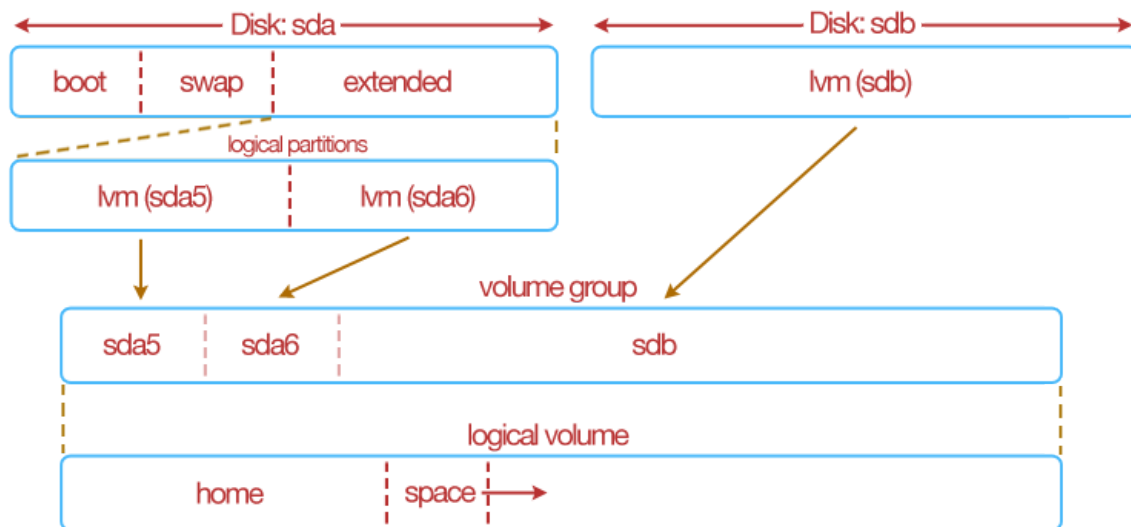 Disk: sda
Disk: sdb
boot swap extended
lvm (sdb)
logical partitions
lvm (sda5) lvm (sda6)
volume group
sda5 sda6 sdb
logical volume
home space